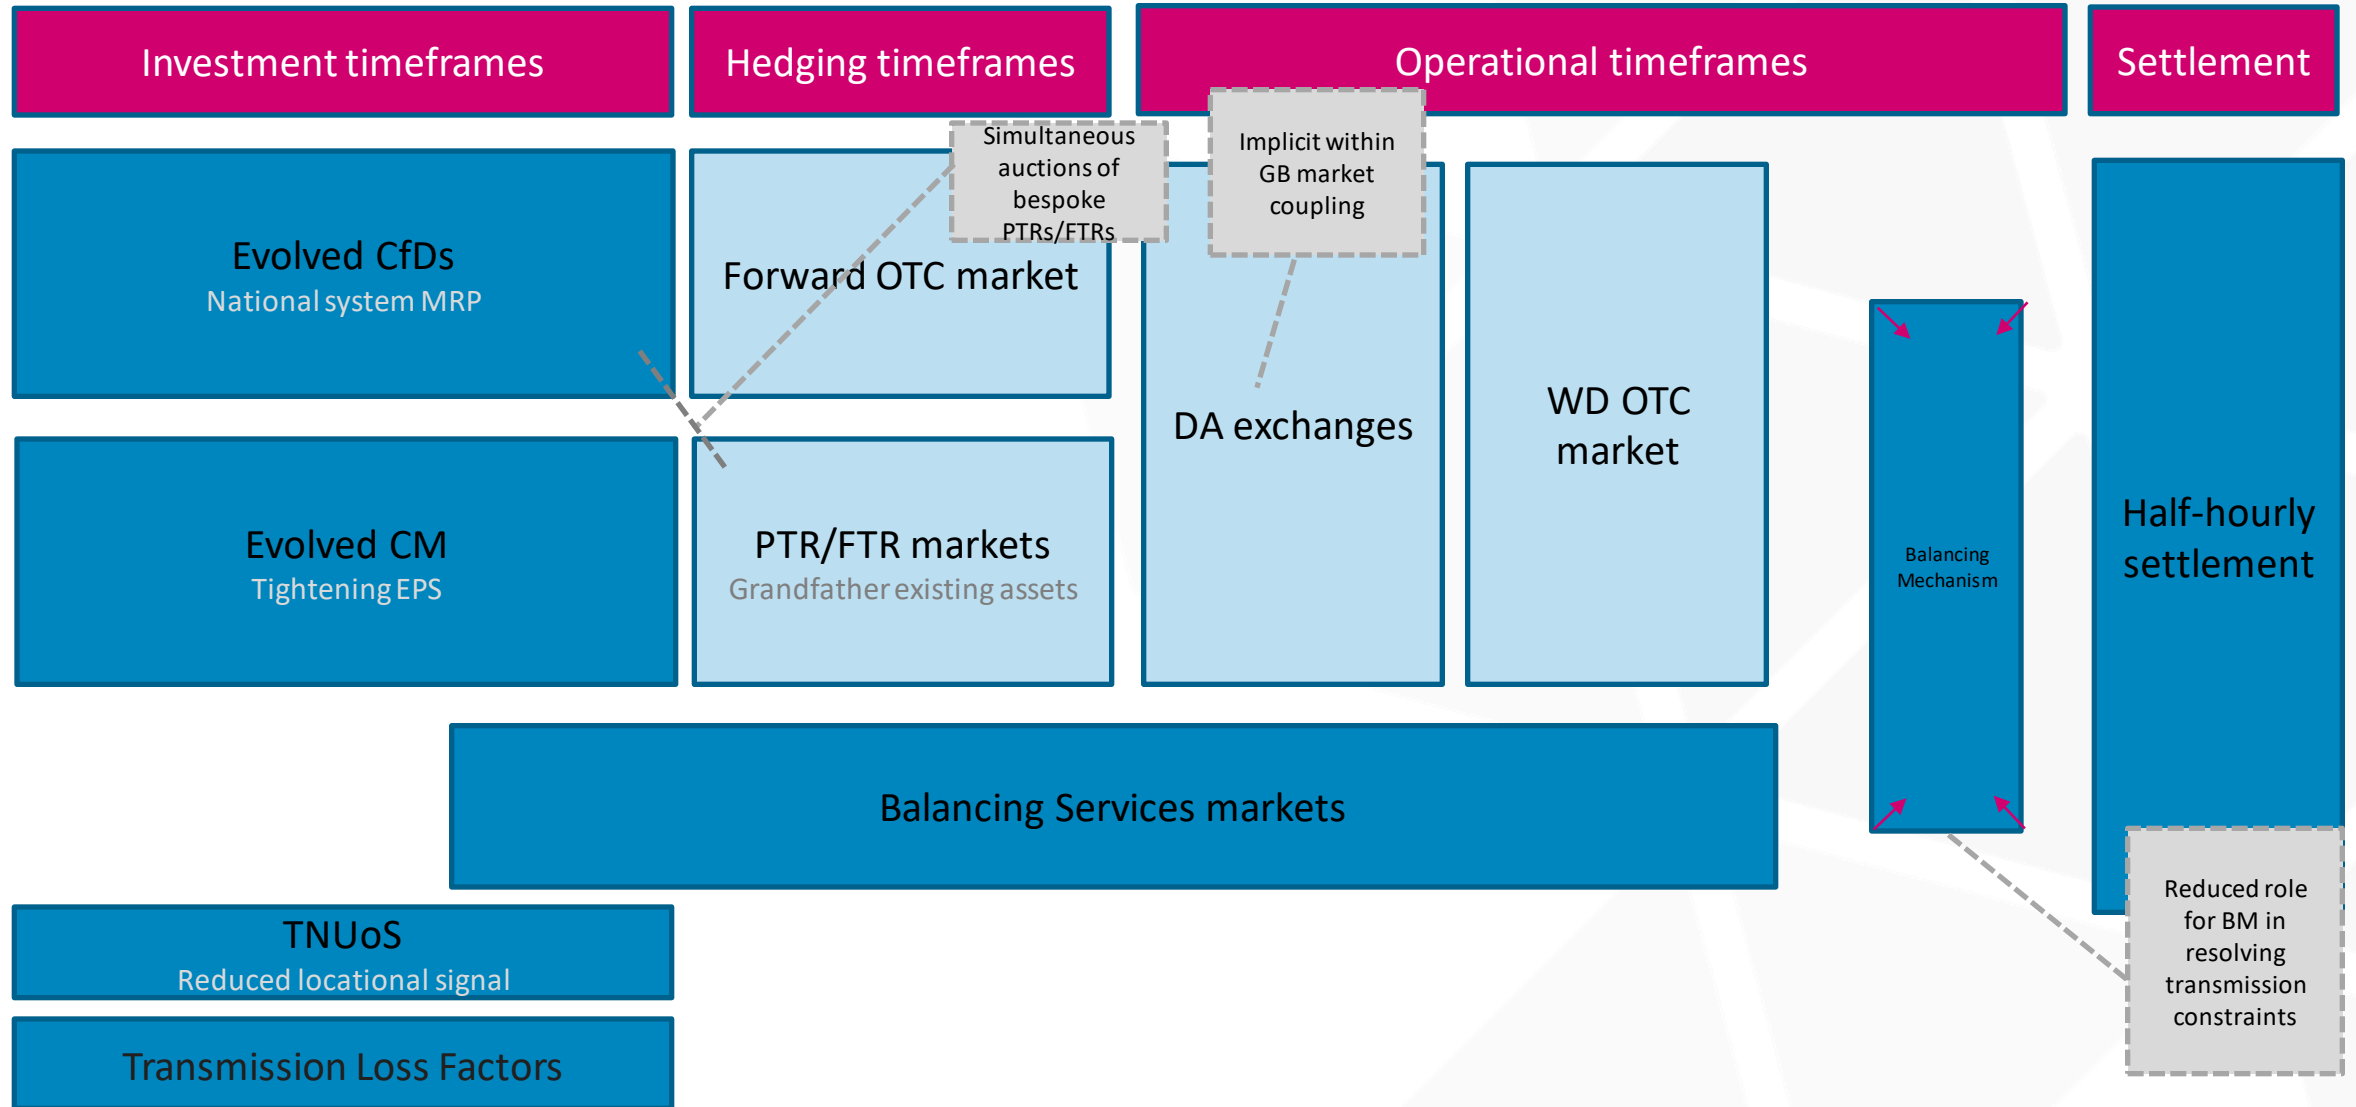 Investment timeframes
Hedging timeframes
Operational timeframes
Settlement
Simultaneous
auctions of
bespoke
PTRs/FTRs
Implicit within
GB market
coupling
Evolved CfDs
National system MRP
Forward OTC market
DA exchanges
WD OTC
market
Balancing
Mechanism
Half-hourly
settlement
Evolved CM
Tightening EPS
PTR/FTR markets
Grandfather existing assets
Balancing Services markets
Reduced role
for BM in
resolving
transmission
constraints
TNUoS
Reduced locational signal
Transmission Loss Factors